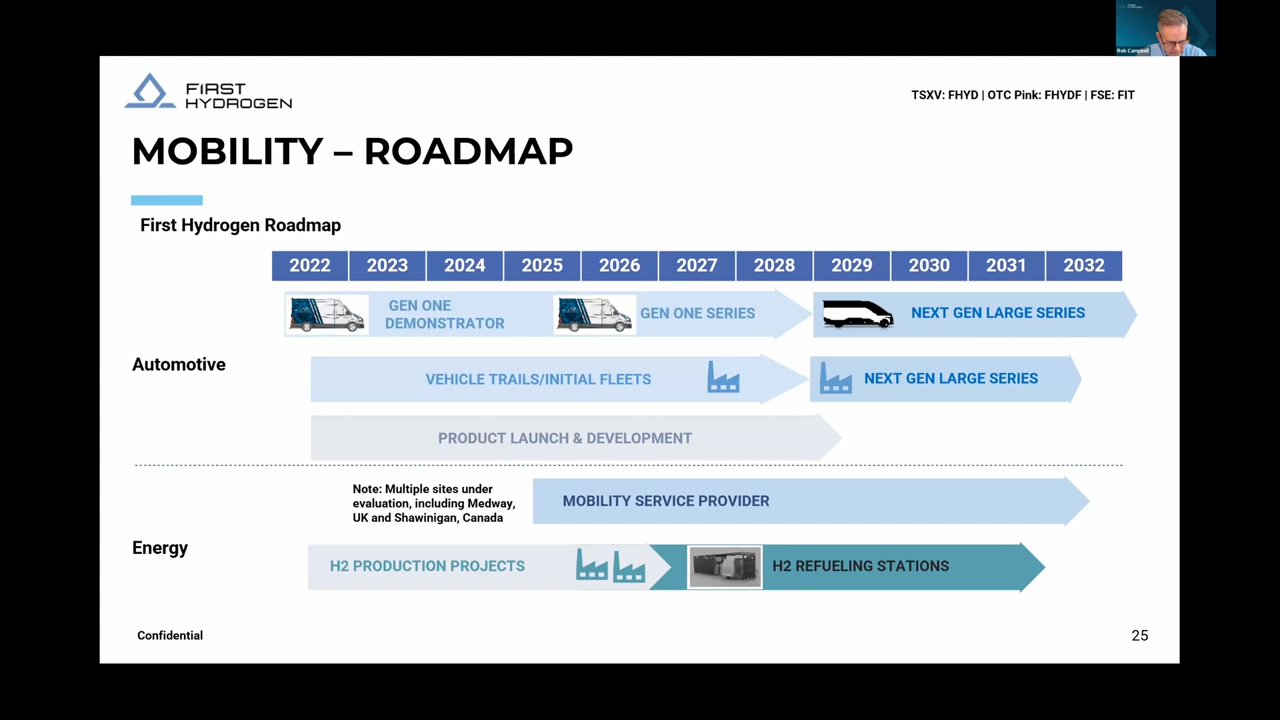 Rob Campbell
FIRST
HYDROGEN
TSXV: FHYD | OTC Pink: FHYDF | FSE: FIT
MOBILITY – ROADMAP
First Hydrogen Roadmap
2022 2023 2024 2025 2026 2027 2028 2029 2030 2031 2032
GEN ONE
DEMONSTRATOR
GEN ONE SERIES
NEXT GEN LARGE SERIES
Automotive
VEHICLE TRAILS/INITIAL FLEETS
NEXT GEN LARGE SERIES
PRODUCT LAUNCH & DEVELOPMENT
Note: Multiple sites under
evaluation, including Medway,
UK and Shawinigan, Canada
MOBILITY SERVICE PROVIDER
Energy
H2 PRODUCTION PROJECTS
H2 REFUELING STATIONS
Confidential
25